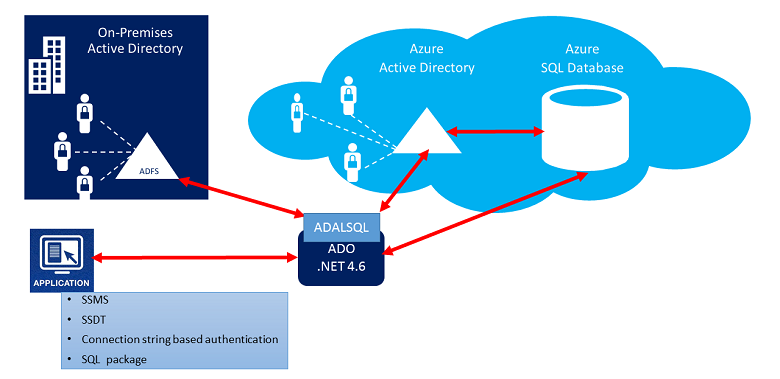 On-Premises
Active Directory
ADFS
Azure
Active Directory
Azure
SQL Database
ADALSQL
ADO
.NET 4.6
APPLICATION
• SSMS
• SSDT
• Connection string based authentication
• SQL package